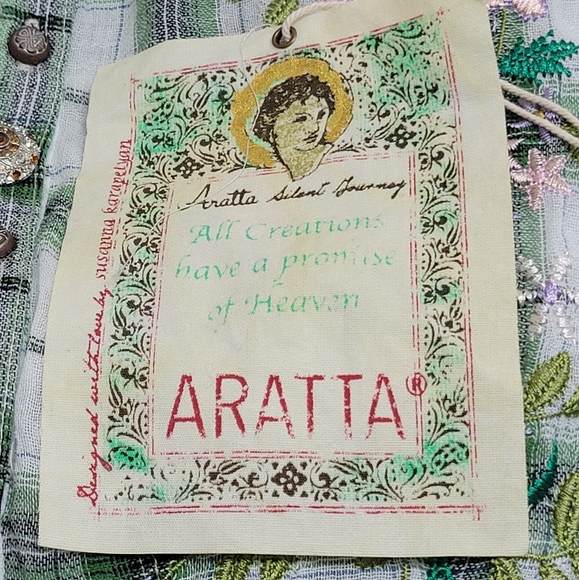 Aratta Silent Journey
All Creations
have a promise
of Heaven
ARATTA®
Designed with love by susanna karapetyan